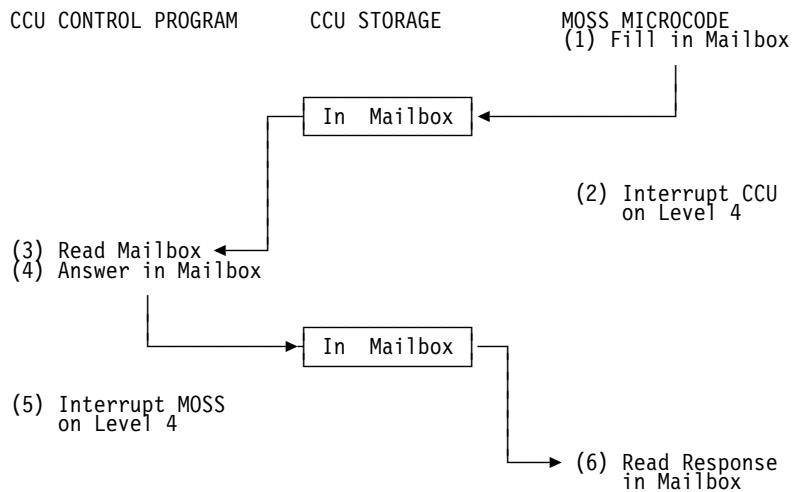 CCU CONTROL PROGRAM CCU STORAGE MOSS MICROCODE
(1) Fill in Mailbox
In Mailbox
(2) Interrupt CCU
on Level 4
(3) Read Mailbox
(4) Answer in Mailbox
In Mailbox
(5) Interrupt MOSS
on Level 4
(6) Read Response
in Mailbox